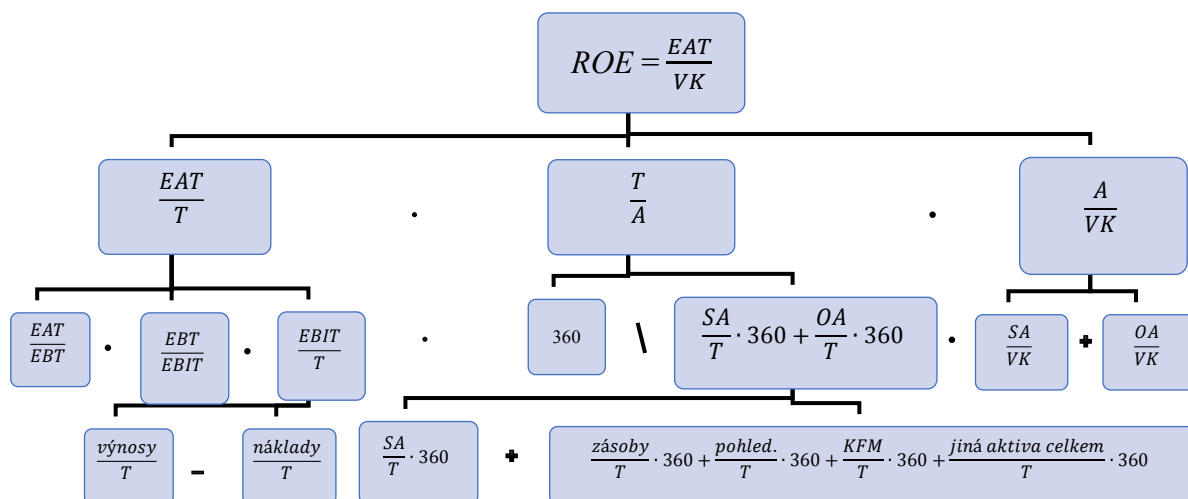 ROE = EAT/VK
EAT/T · T/A · A/VK
EAT/EBT · EBT/EBIT · EBIT/T · 360 \ SA/T · 360 + OA/T · 360 · SA/VK + OA/VK
výnosy/T − náklady/T SA/T · 360 + zásoby/T · 360 + pohled./T · 360 + KFM/T · 360 + jiná aktiva celkem/T · 360